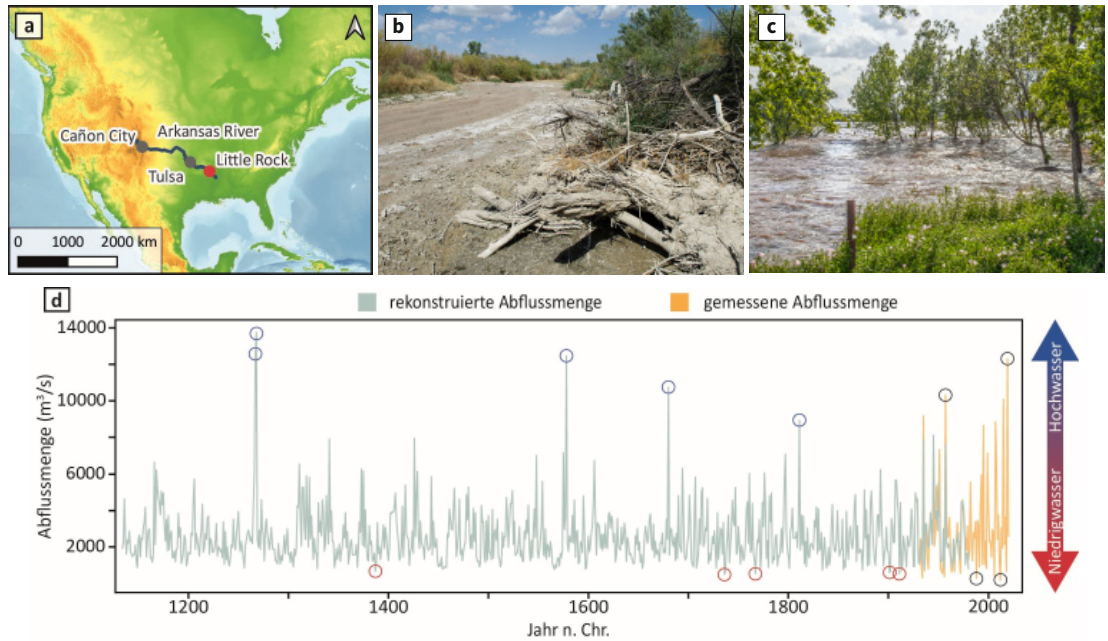 a
Cañon City
Arkansas River
Little Rock
Tulsa
0 1000 2000 km
b
c
d
rekonstruierte Abflussmenge
gemessene Abflussmenge
14000
10000
6000
2000
Abflussmenge (m³/s)
1200 1400 1600 1800 2000
Jahr n. Chr.
Hochwasser
Niedrigwasser